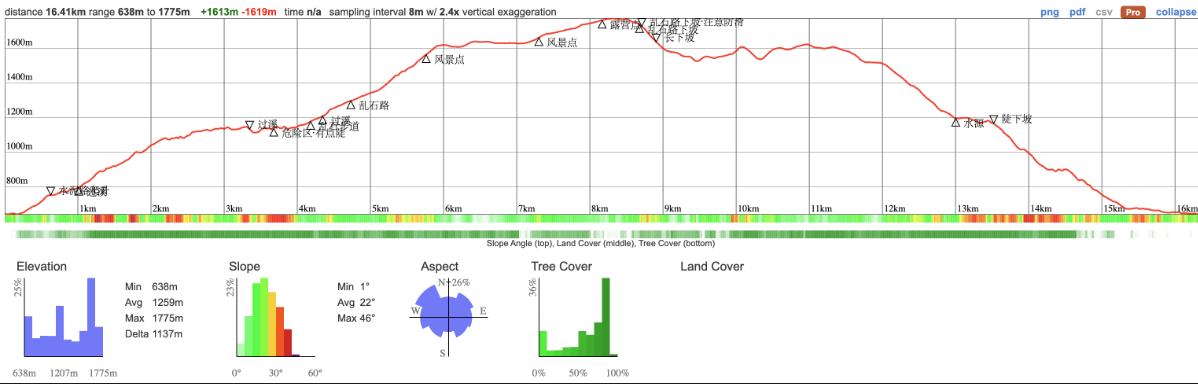 distance 16.41km range 638m to 1775m +1613m -1619m time n/a sampling interval 8m w/ 2.4x vertical exaggeration
png pdf csv Pro collapse
1600m
1400m
1200m
1000m
800m
过溪
危险区·有点陡
过溪
乱石路
风景点
风景点
露营点
乱石路下坡·注意防滑
乱石路下坡
长下坡
水源
陡下坡
1km 2km 3km 4km 5km 6km 7km 8km 9km 10km 11km 12km 13km 14km 15km 16km
Slope Angle (top), Land Cover (middle), Tree Cover (bottom)
Elevation
25%
638m 1207m 1775m
Min 638m
Avg 1259m
Max 1775m
Delta 1137m
Slope
23%
0° 30° 60°
Min 1°
Avg 22°
Max 46°
Aspect
N 26%
W E
S
Tree Cover
36%
0% 50% 100%
Land Cover